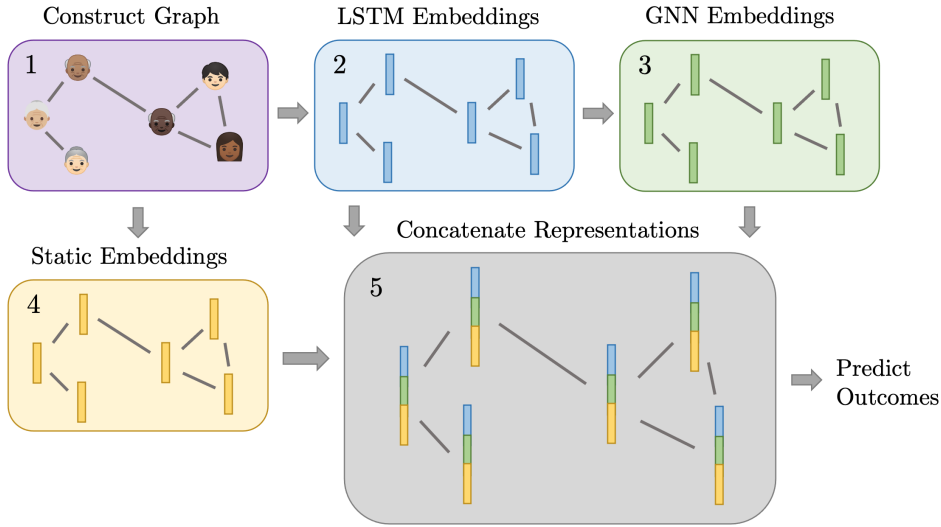 Construct Graph
LSTM Embeddings
GNN Embeddings
1
2
3
Static Embeddings
Concatenate Representations
4
5
Predict
Outcomes